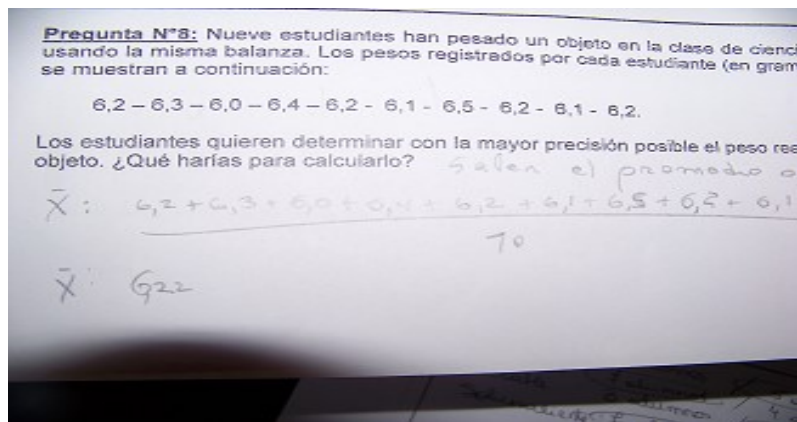 Pregunta N°8: Nueve estudiantes han pesado un objeto en la clase de cienci
usando la misma balanza. Los pesos registrados por cada estudiante (en gram
se muestran a continuación:
6,2 – 6,3 – 6,0 – 6,4 – 6,2 - 6,1 - 6,5 - 6,2 - 6,1 - 6,2.
Los estudiantes quieren determinar con la mayor precisión posible el peso rea
objeto. ¿Qué harías para calcularlo?
el promedio
X̄ : 6,2 + 6,3 + 6,0 + 6,4 + 6,2 + 6,1 + 6,5 + 6,2 + 6,1
10
X̄ : 6,22